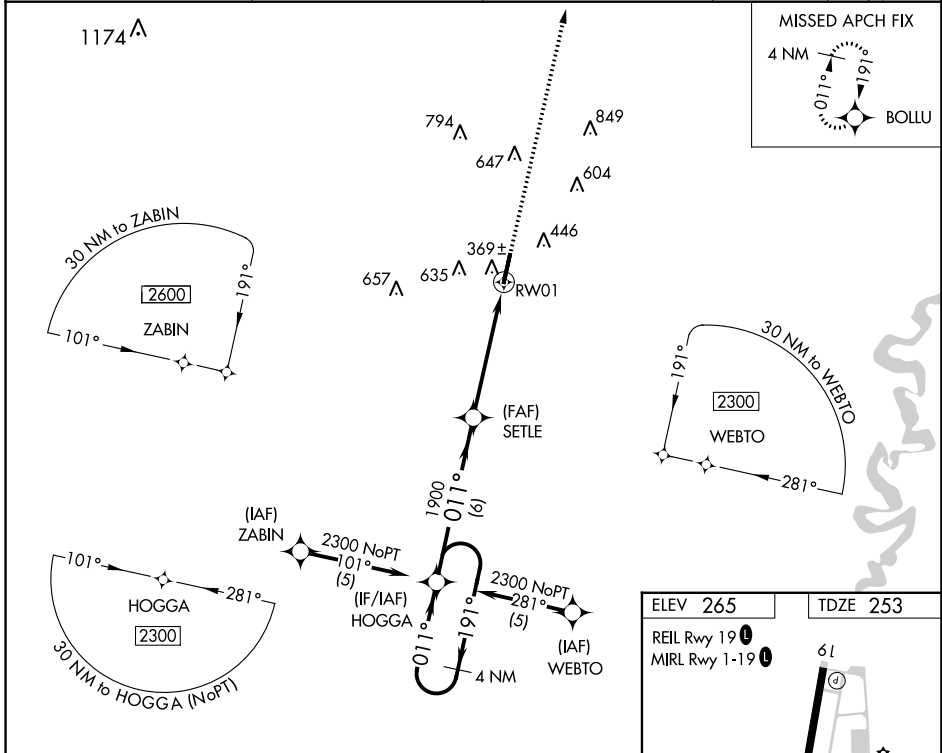 1174
MISSED APCH FIX
4 NM
011°
191°
BOLLU
794
849
647
604
446
369±
657
635
RW01
30 NM to ZABIN
2600
191°
ZABIN
101°
30 NM to WEBTO
191°
2300
WEBTO
281°
(FAF)
SETLE
1900
011°
(6)
(IAF)
ZABIN
2300 NoPT
101°
(5)
2300 NoPT
281°
(5)
(IF/IAF)
HOGGA
(IAF)
WEBTO
011°
191°
4 NM
101°
281°
HOGGA
2300
30 NM to HOGGA (NoPT)
ELEV 265
TDZE 253
REIL Rwy 19 L
MIRL Rwy 1-19 L
19
P